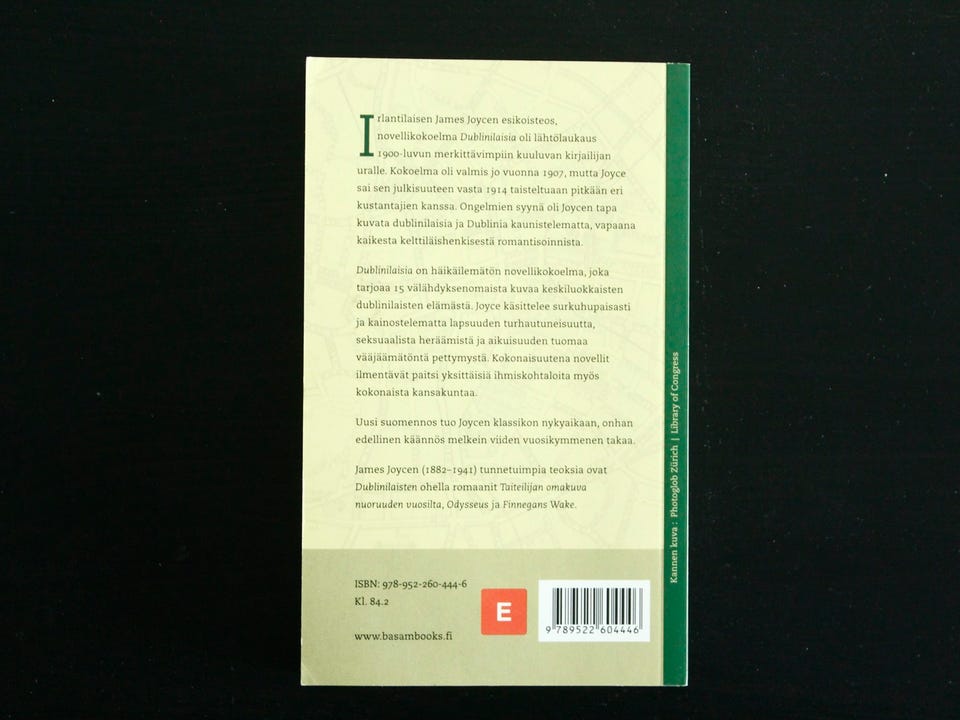 Irlantilaisen James Joycen esikoisteos,
novellikokoelma Dublinilaisia oli lähtölaukaus
1900-luvun merkittävimpiin kuuluvan kirjailijan
uralle. Kokoelma oli valmis jo vuonna 1907, mutta Joyce
sai sen julkisuuteen vasta 1914 taisteltuaan pitkään eri
kustantajien kanssa. Ongelmien syynä oli Joycen tapa
kuvata dublinilaisia ja Dublinia kaunistelematta, vapaana
kaikesta kelttiläishenkisestä romantisoinnista.
Dublinilaisia on häikäilemätön novellikokoelma, joka
tarjoaa 15 välähdyksenomaista kuvaa keskiluokkaisten
dublinilaisten elämästä. Joyce käsittelee surkuhupaisasti
ja kainostelematta lapsuuden turhautuneisuutta,
seksuaalista heräämistä ja aikuisuuden tuomaa
vääjäämätöntä pettymystä. Kokonaisuutena novellit
ilmentävät paitsi yksittäisiä ihmiskohtaloita myös
kokonaista kansakuntaa.
Uusi suomennos tuo Joycen klassikon nykyaikaan, onhan
edellinen käännös melkein viiden vuosikymmenen takaa.
James Joycen (1882–1941) tunnetuimpia teoksia ovat
Dublinilaisten ohella romaanit Taiteilijan omakuva
nuoruuden vuosilta, Odysseus ja Finnegans Wake.
Kannen kuva: Photoglob Zürich | Library of Congress
ISBN: 978-952-260-444-6
Kl. 84.2
www.basambooks.fi
E
9 789522 604446